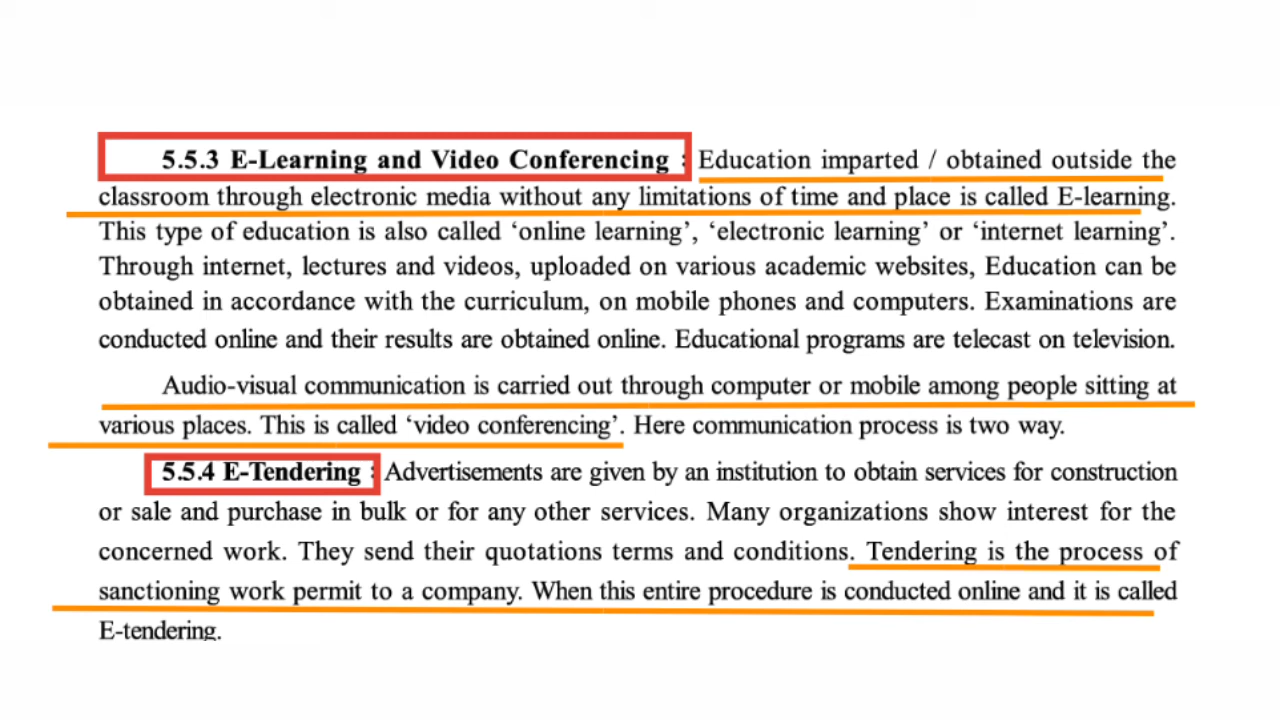 5.5.3 E-Learning and Video Conferencing : Education imparted / obtained outside the
classroom through electronic media without any limitations of time and place is called E-learning.
This type of education is also called ‘online learning’, ‘electronic learning’ or ‘internet learning’.
Through internet, lectures and videos, uploaded on various academic websites, Education can be
obtained in accordance with the curriculum, on mobile phones and computers. Examinations are
conducted online and their results are obtained online. Educational programs are telecast on television.
Audio-visual communication is carried out through computer or mobile among people sitting at
various places. This is called ‘video conferencing’. Here communication process is two way.
5.5.4 E-Tendering : Advertisements are given by an institution to obtain services for construction
or sale and purchase in bulk or for any other services. Many organizations show interest for the
concerned work. They send their quotations terms and conditions. Tendering is the process of
sanctioning work permit to a company. When this entire procedure is conducted online and it is called
E-tendering.